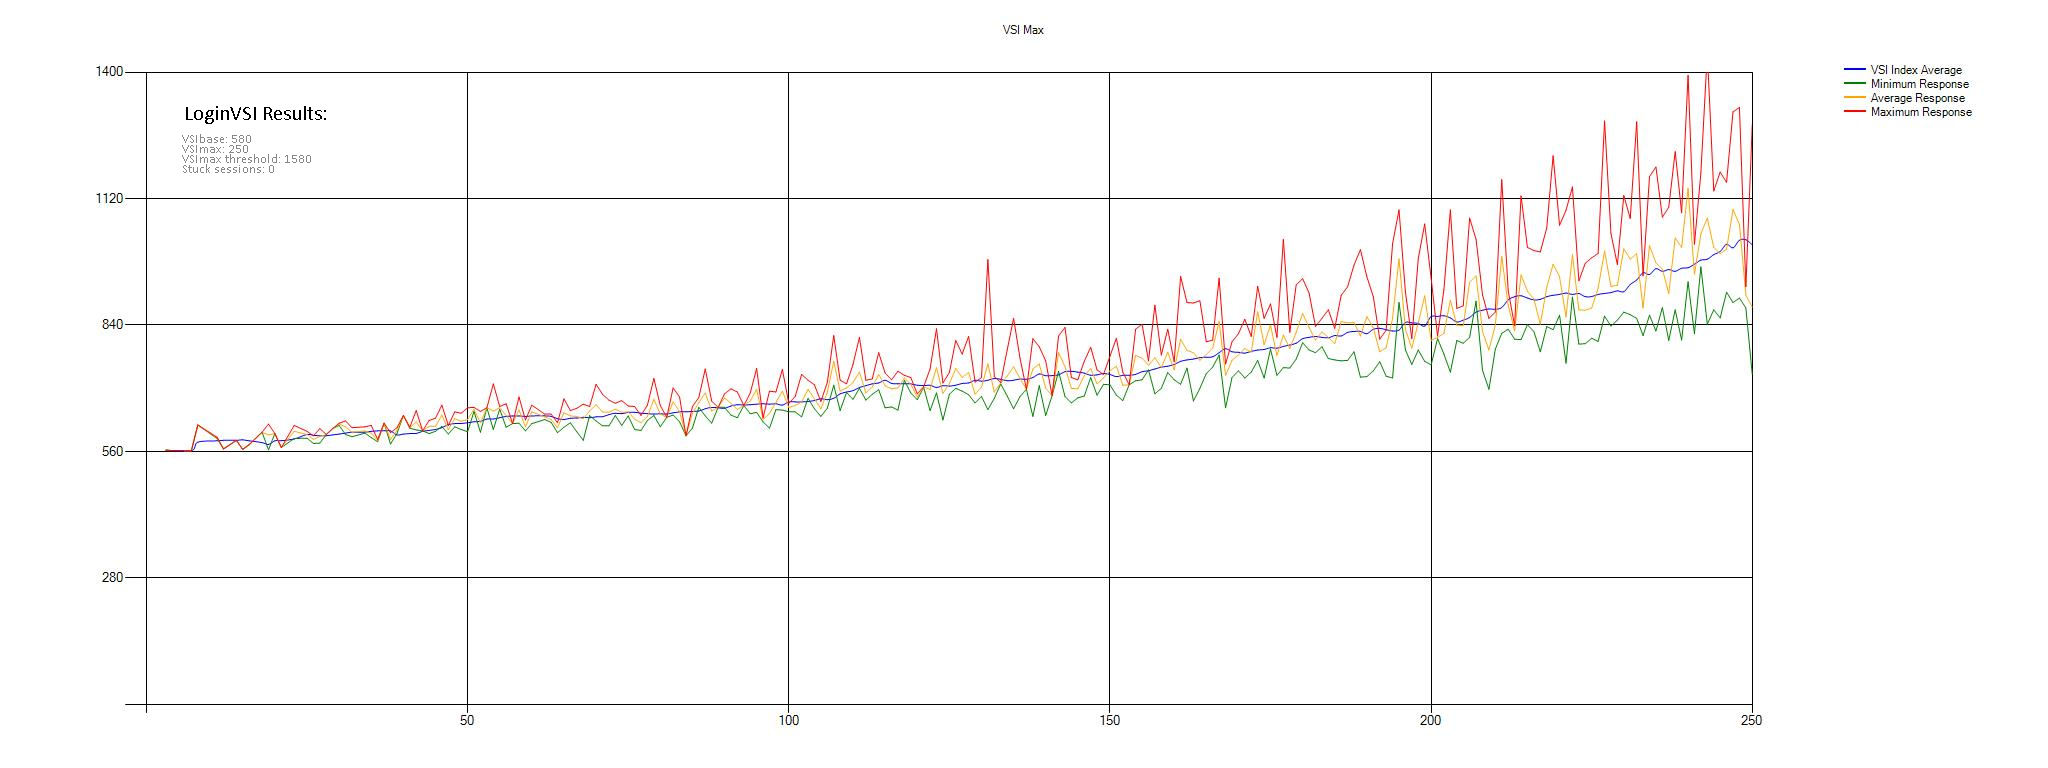 VSI Max
1400
1120
840
560
280
LoginVSI Results:
VSIbase: 580
VSImax: 250
VSImax threshold: 1580
Stuck sessions: 0
VSI Index Average
Minimum Response
Average Response
Maximum Response
50
100
150
200
250